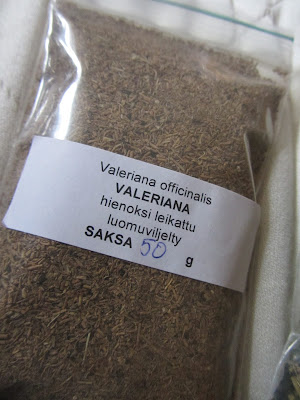 Valeriana officinalis
VALERIANA
hienoksi leikattu
luomuviljelty
SAKSA 50 g